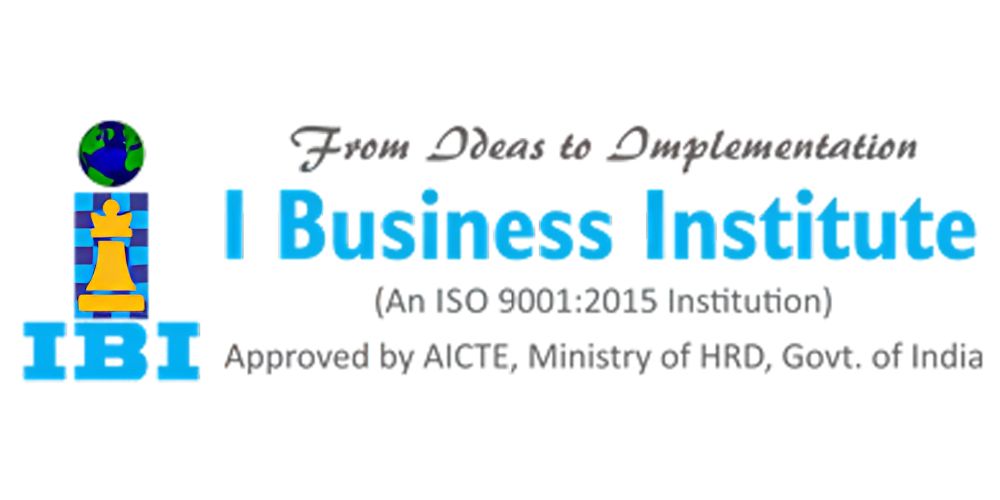 From Ideas to Implementation
I Business Institute
(An ISO 9001:2015 Institution)
IBI
Approved by AICTE, Ministry of HRD, Govt. of India